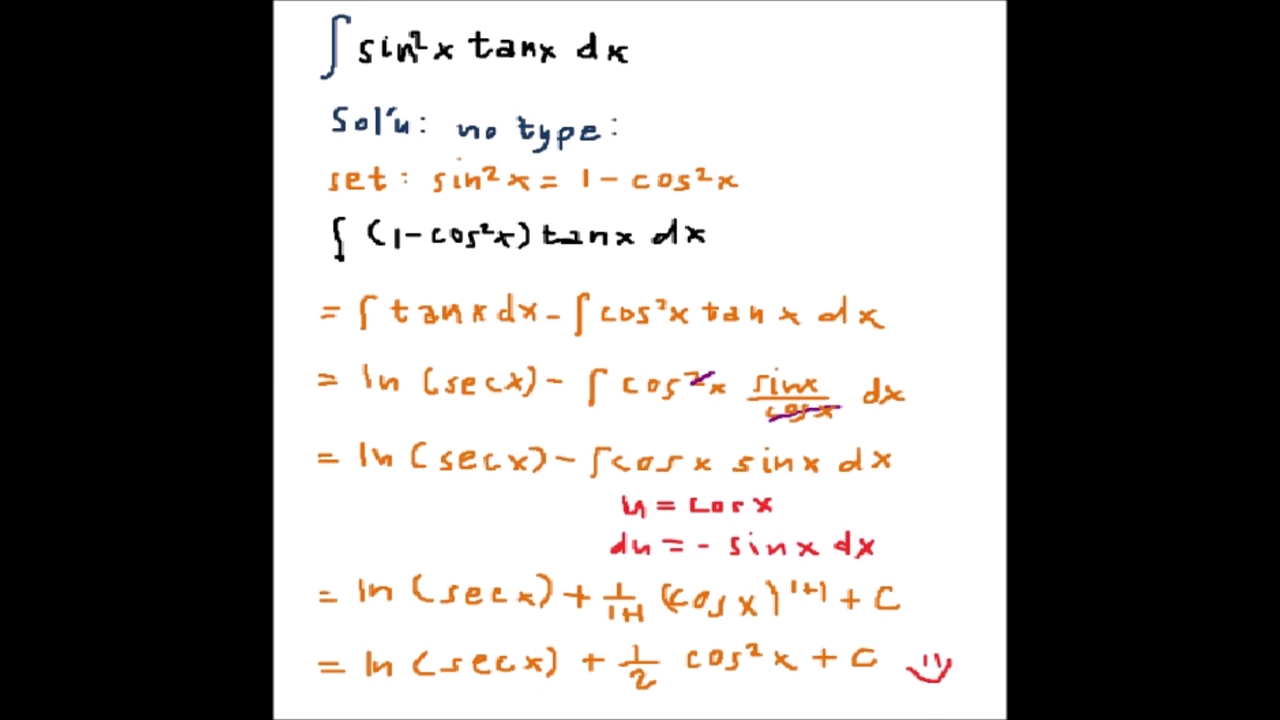 ∫ sin²x tanx dx
Sol'n: no type:
set: sin²x = 1 - cos²x
∫ (1-cos²x) tanx dx
= ∫ tanx dx - ∫ cos²x tan x dx
= ln (secx) - ∫ cos²x sinx/cosx dx
= ln (secx) - ∫ cos x sinx dx
u = cos x
du = - sinx dx
= ln (secx) + 1/1+1 (cos x)¹⁺¹ + C
= ln (secx) + 1/2 cos²x + C